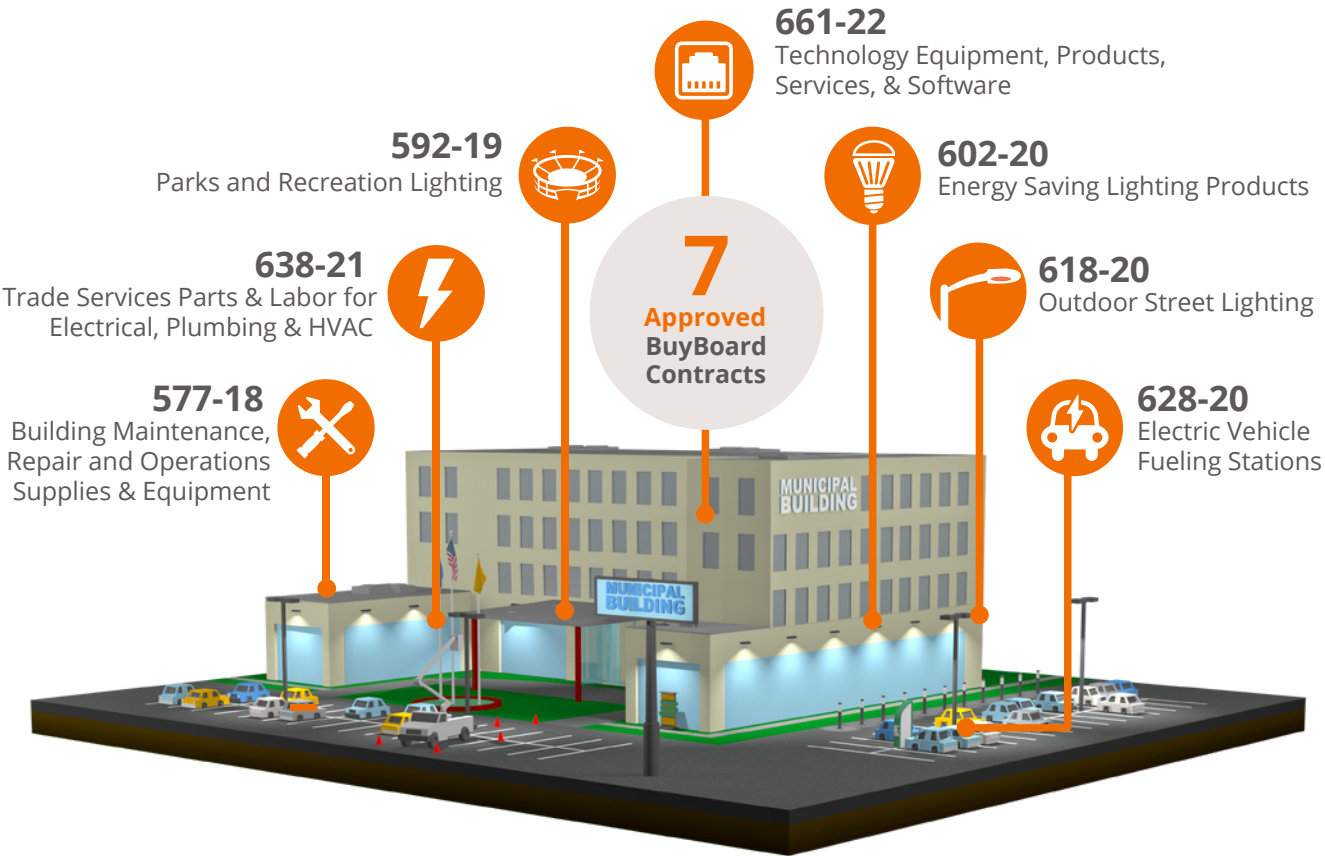 661-22
Technology Equipment, Products,
Services, & Software
592-19
Parks and Recreation Lighting
602-20
Energy Saving Lighting Products
638-21
Trade Services Parts & Labor for
Electrical, Plumbing & HVAC
7
Approved
BuyBoard
Contracts
618-20
Outdoor Street Lighting
577-18
Building Maintenance,
Repair and Operations
Supplies & Equipment
628-20
Electric Vehicle
Fueling Stations
MUNICIPAL
BUILDING
MUNICIPAL
BUILDING